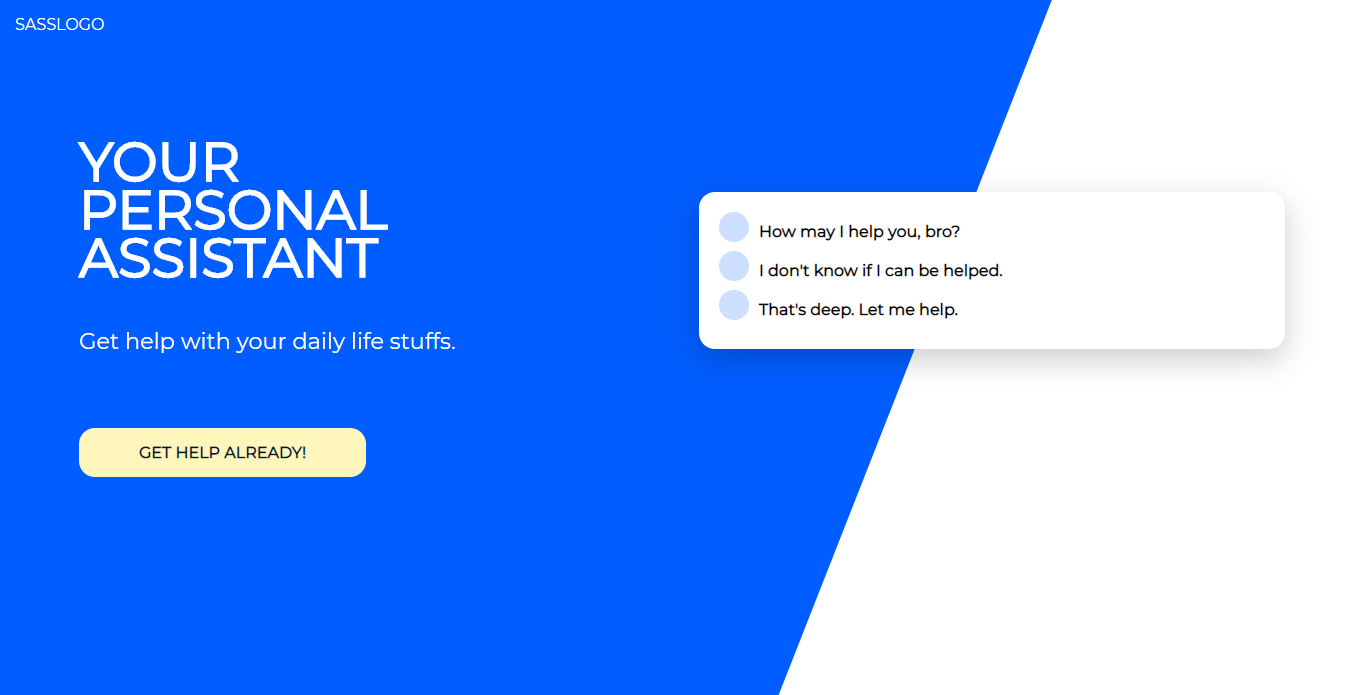 SASSLOGO
YOUR
PERSONAL
ASSISTANT
Get help with your daily life stuffs.
GET HELP ALREADY!
How may I help you, bro?
I don't know if I can be helped.
That's deep. Let me help.